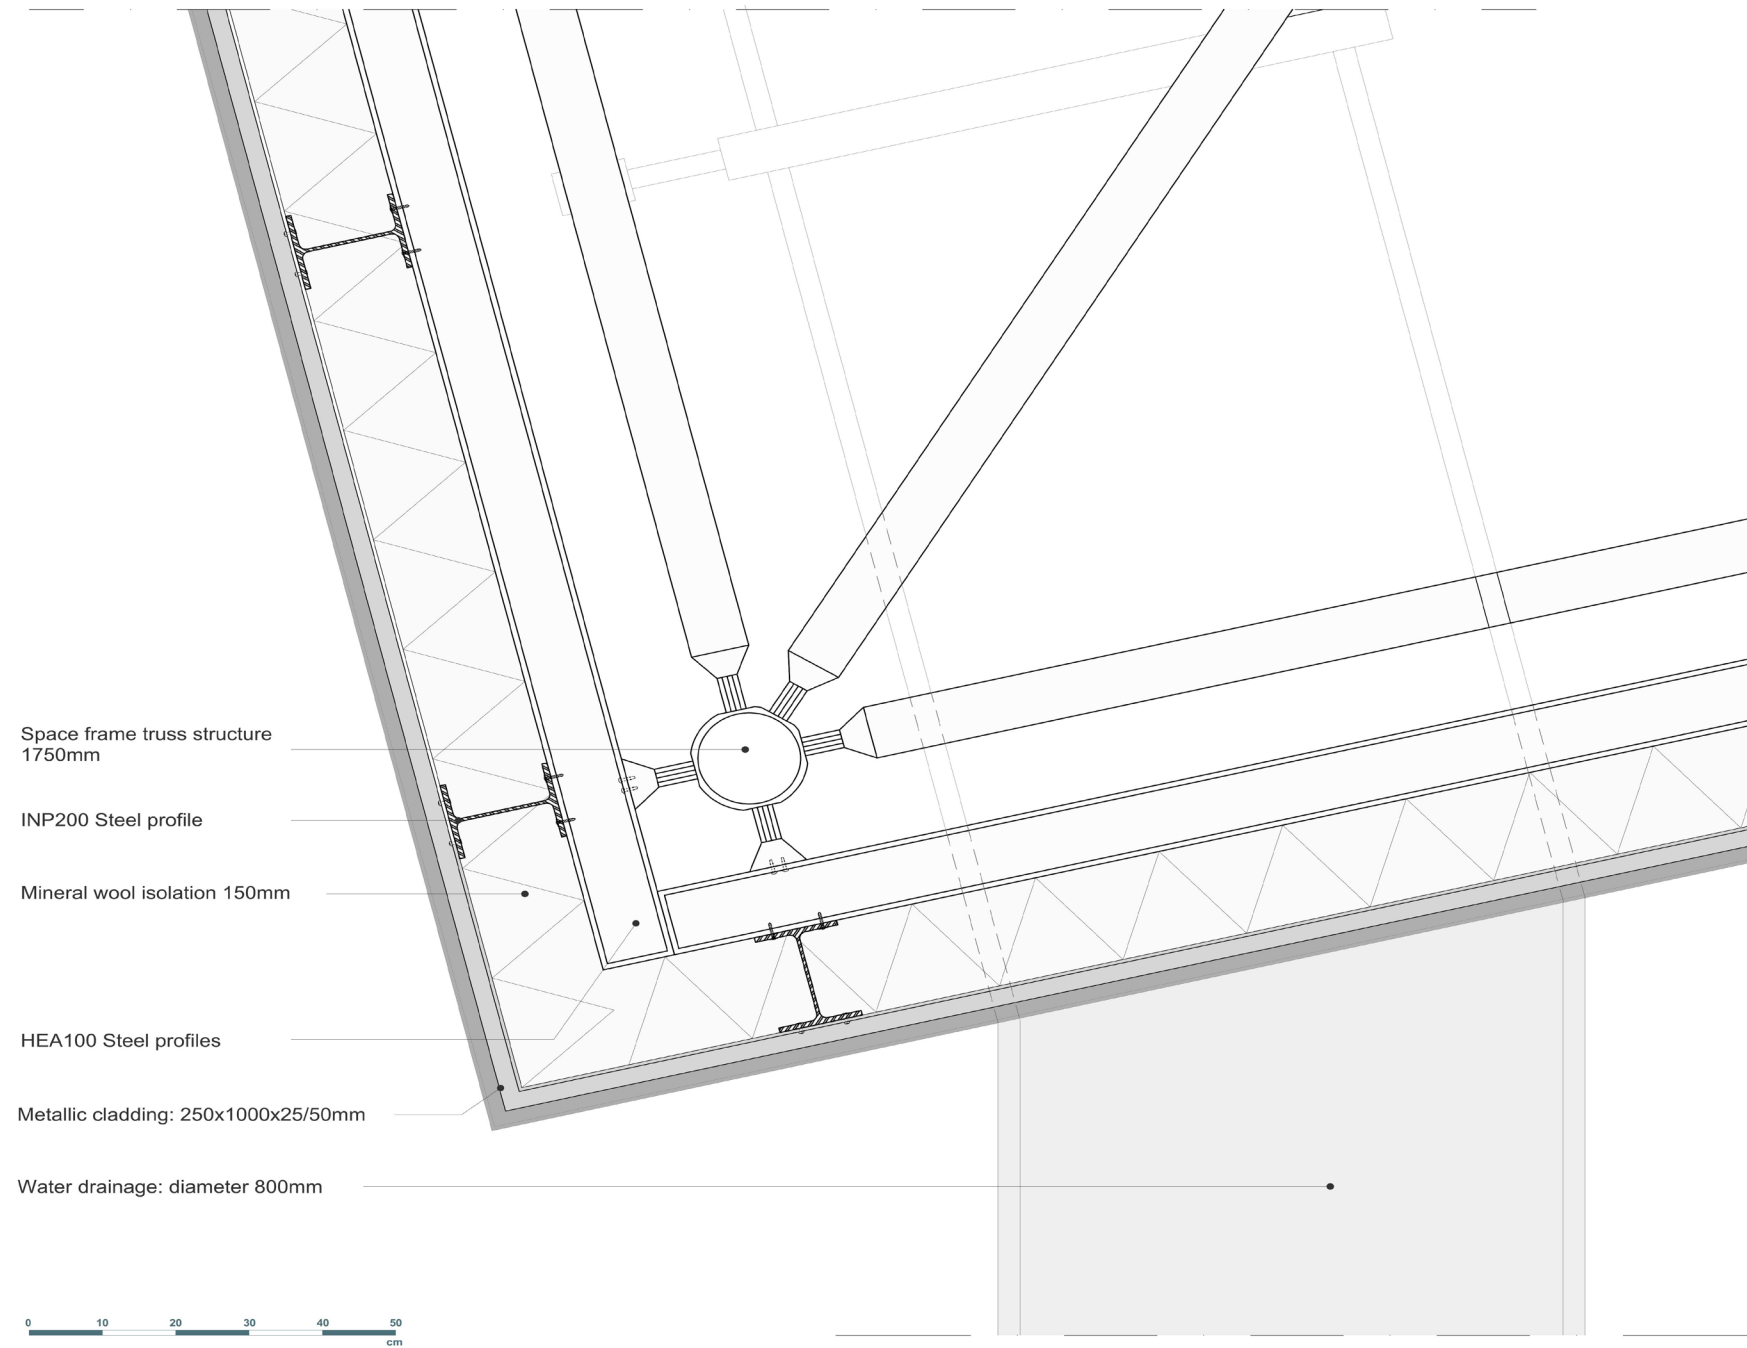 Space frame truss structure
1750mm
INP200 Steel profile
Mineral wool isolation 150mm
HEA100 Steel profiles
Metallic cladding: 250x1000x25/50mm
Water drainage: diameter 800mm
0 10 20 30 40 50
cm